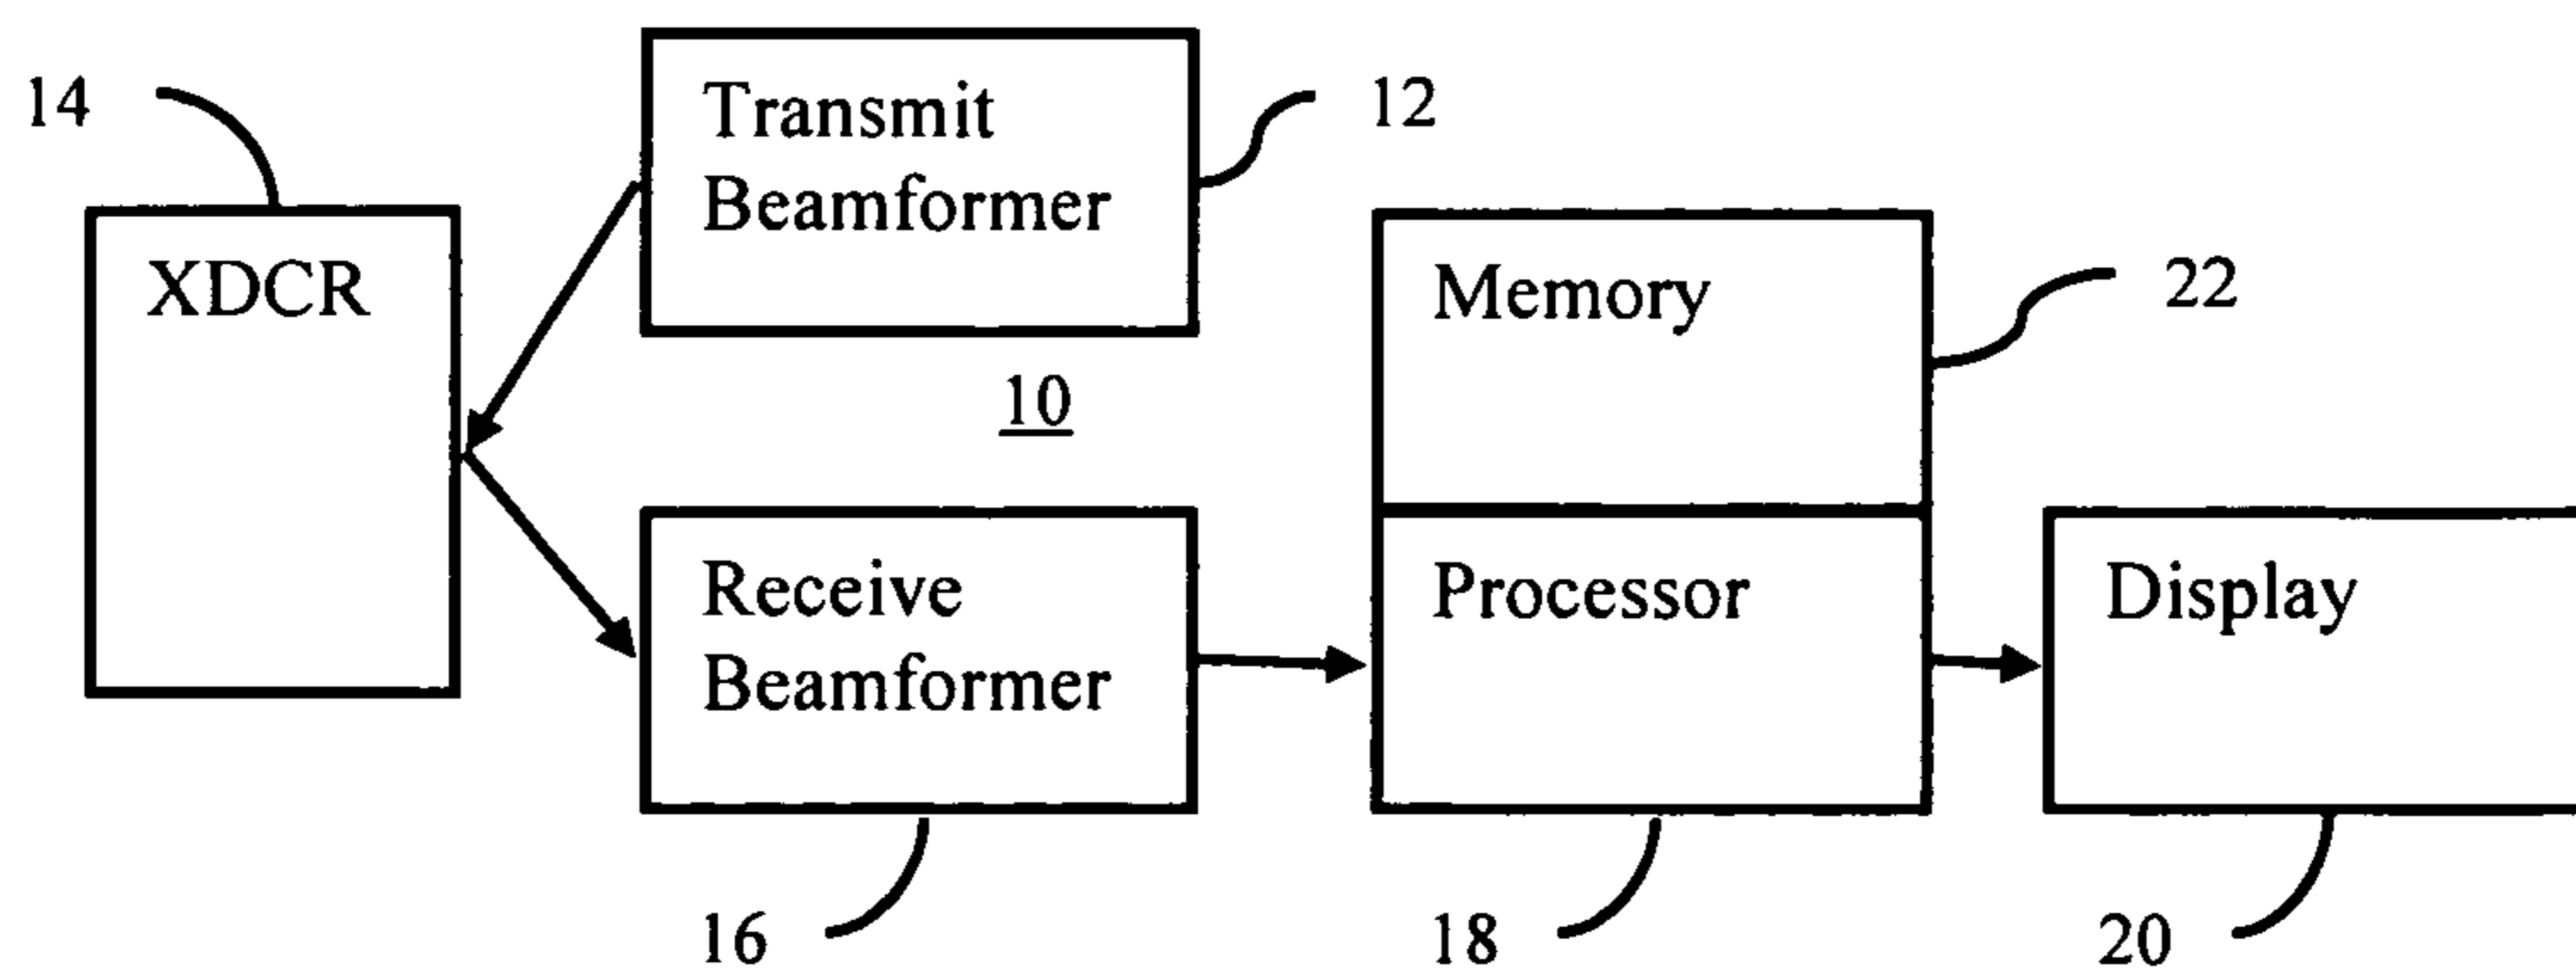 14
Transmit
Beamformer
12
XDCR
10
Memory
22
Receive
Beamformer
Processor
Display
16
18
20